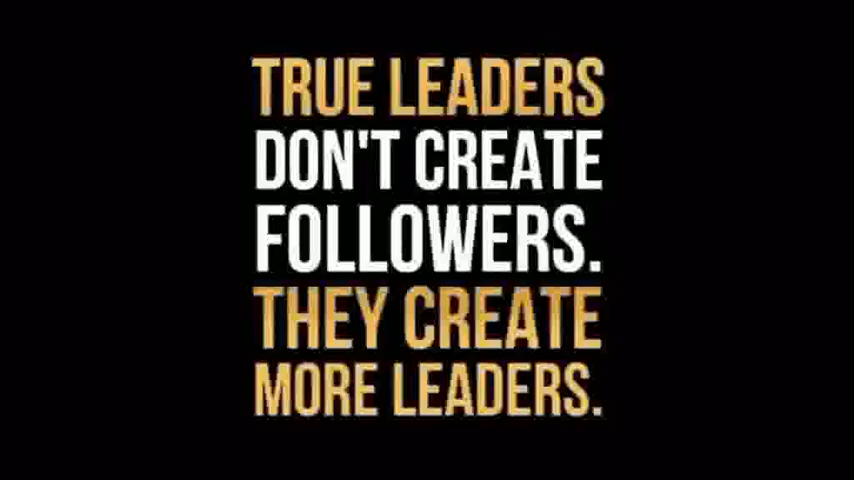 TRUE LEADERS
DON'T CREATE
FOLLOWERS.
THEY CREATE
MORE LEADERS.